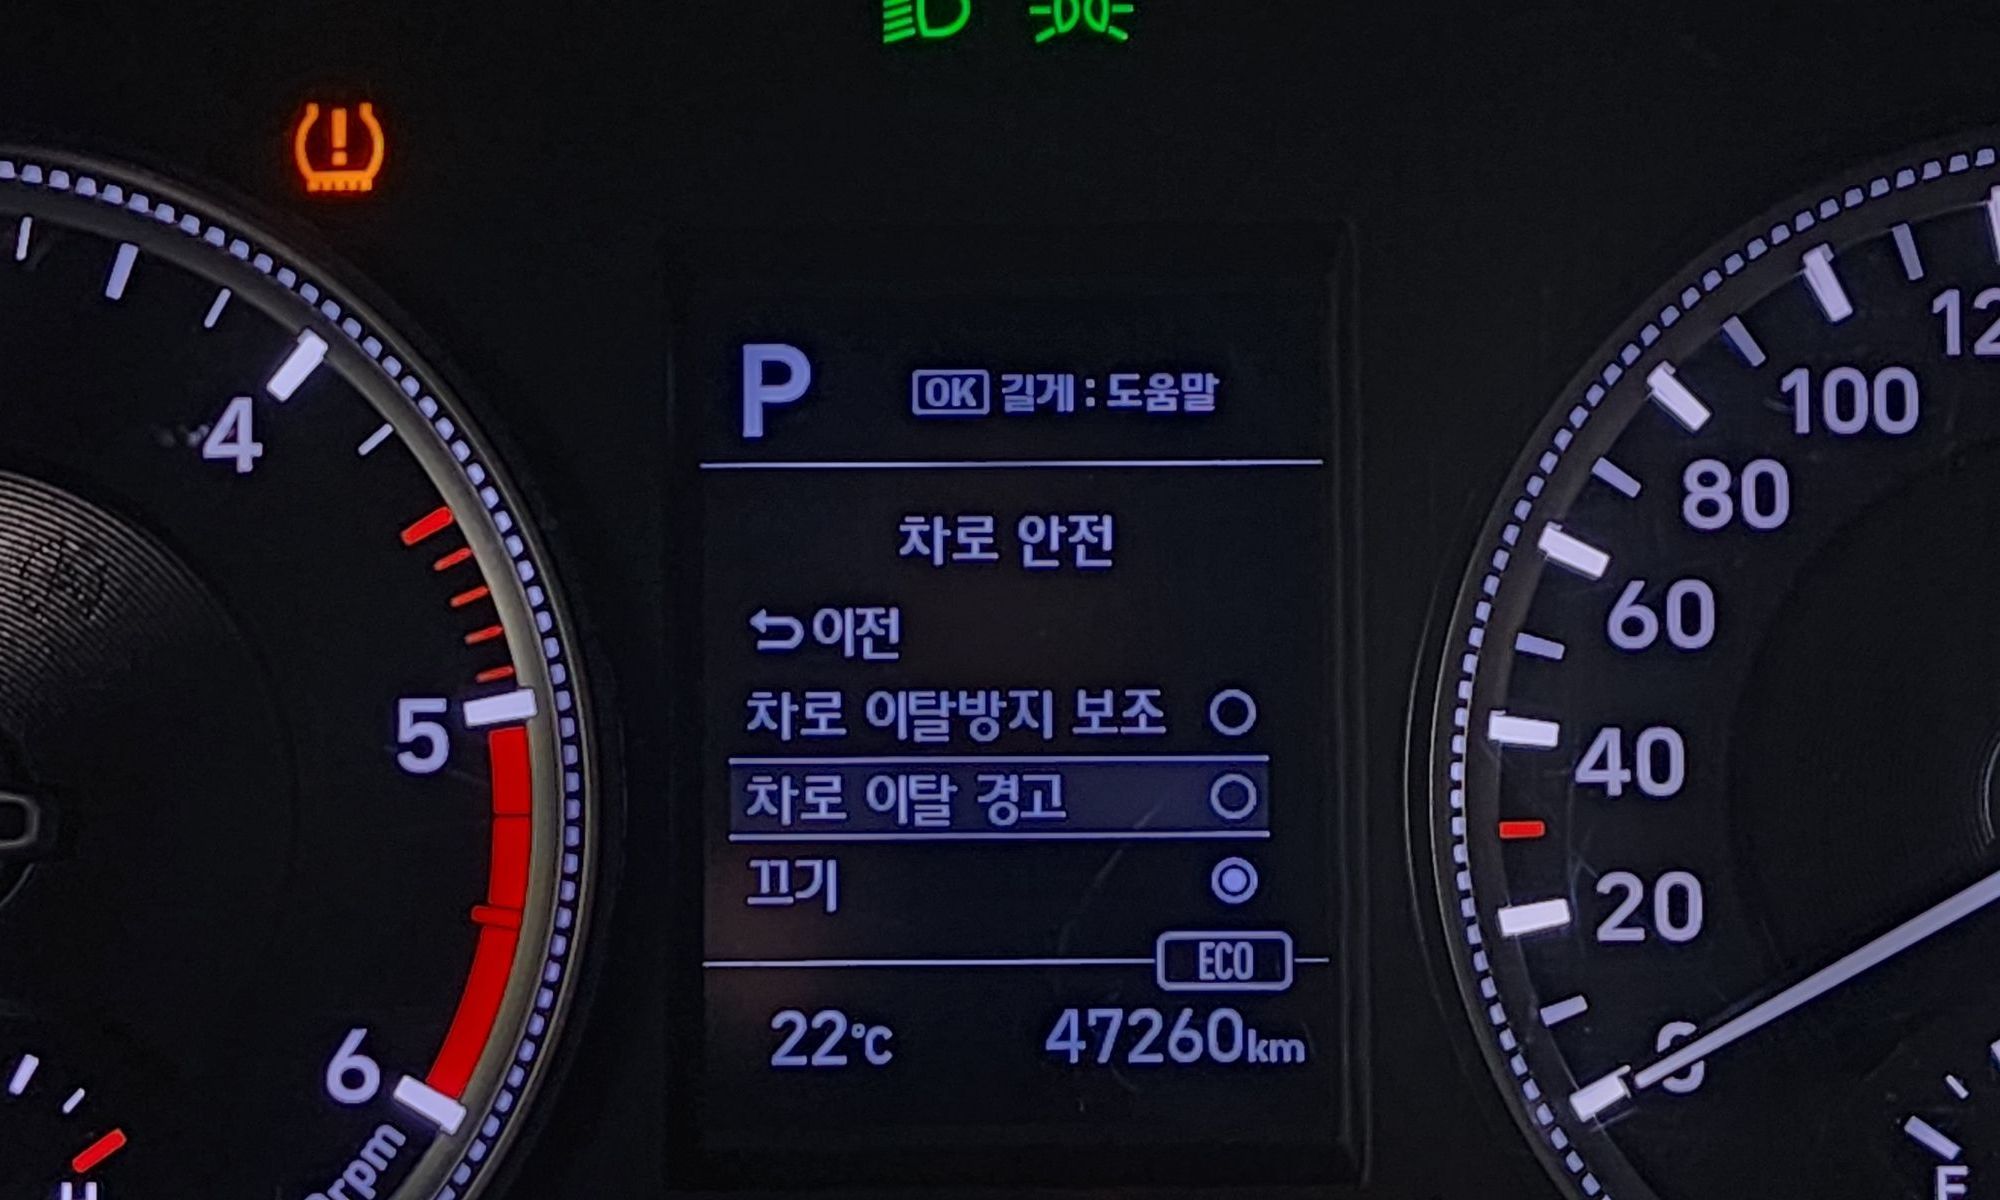 P
OK 길게 : 도움말
차로 안전
이전
차로 이탈방지 보조
차로 이탈 경고
끄기
ECO
22°C 47260km
4
5
6
rpm
H
100
80
60
40
20
0
E